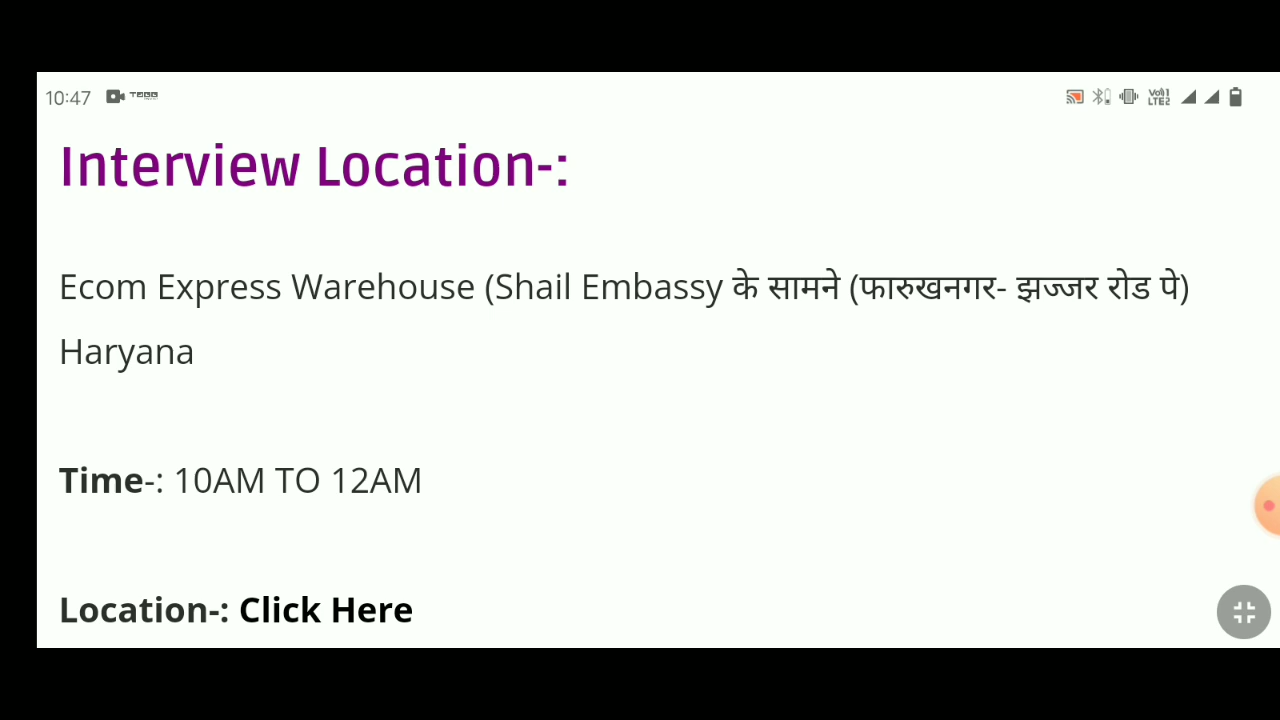 10:47
Interview Location-:
Ecom Express Warehouse (Shail Embassy के सामने (फारुखनगर- झज्जर रोड पे)
Haryana
Time-: 10AM TO 12AM
Location-: Click Here